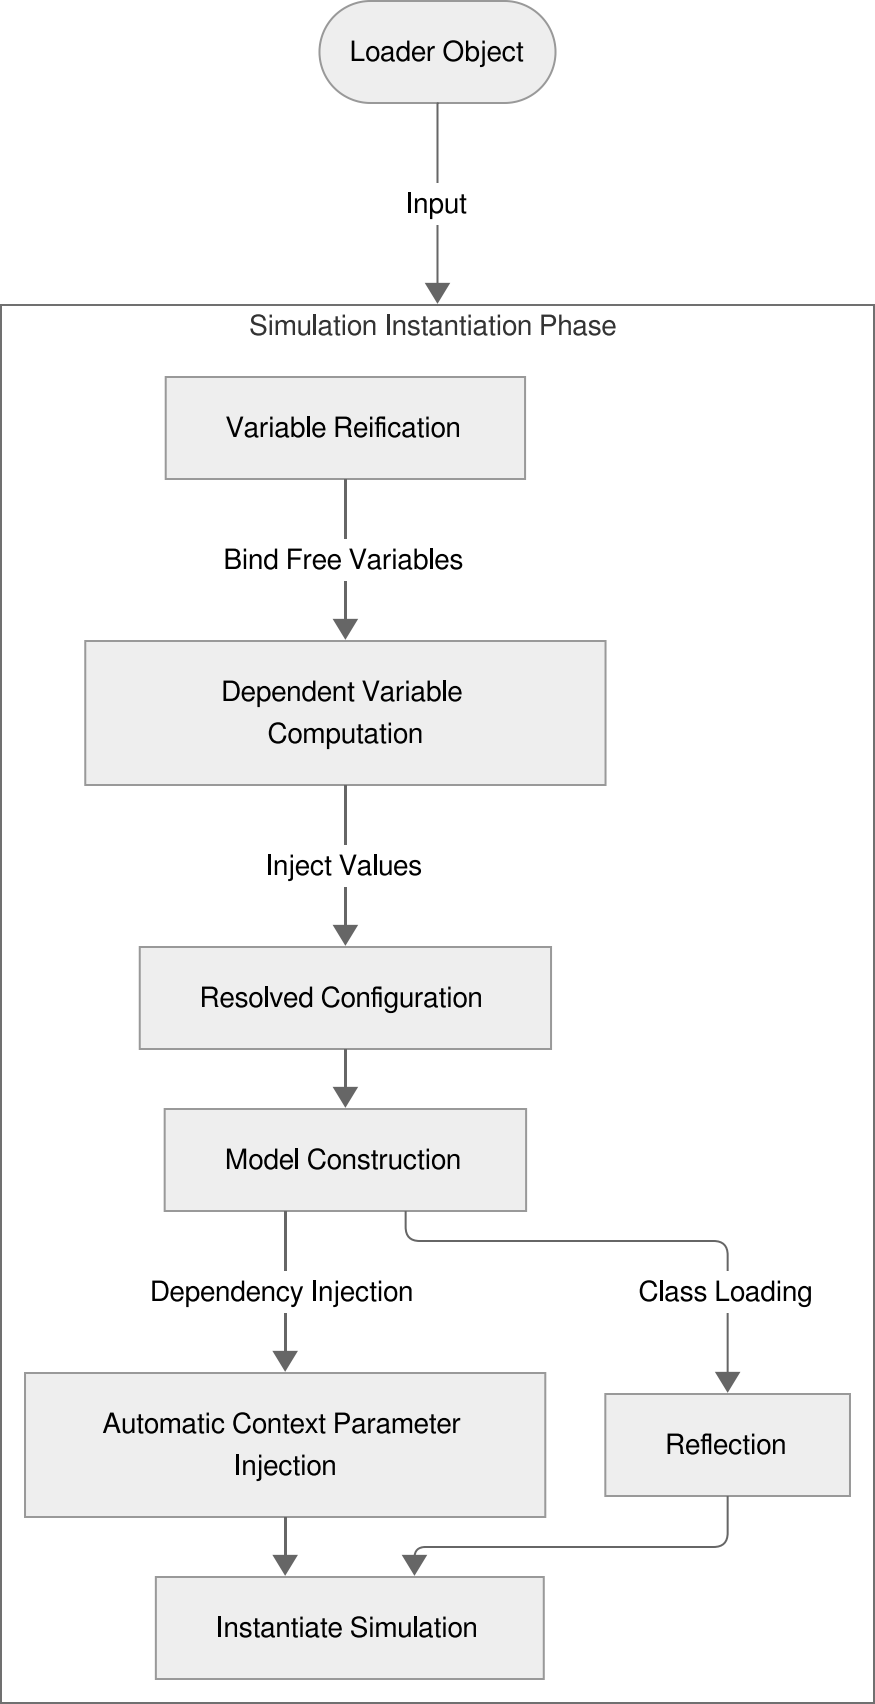 Loader Object
Input
Simulation Instantiation Phase
Variable Reification
Bind Free Variables
Dependent Variable
Computation
Inject Values
Resolved Configuration
Model Construction
Dependency Injection
Class Loading
Automatic Context Parameter
Injection
Reflection
Instantiate Simulation